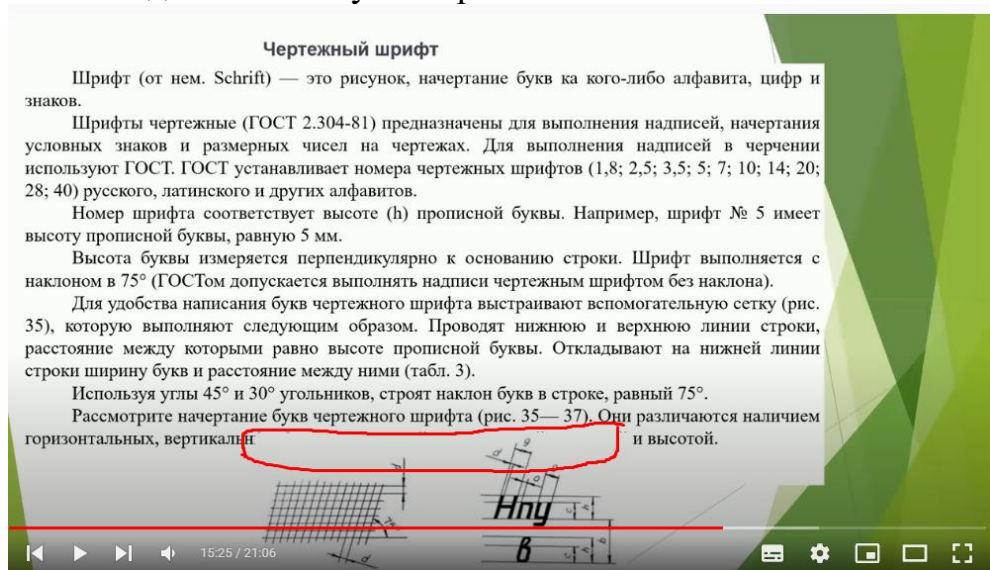 Чертежный шрифт
Шрифт (от нем. Schrift) — это рисунок, начертание букв ка кого-либо алфавита, цифр и
знаков.
Шрифты чертежные (ГОСТ 2.304-81) предназначены для выполнения надписей, начертания
условных знаков и размерных чисел на чертежах. Для выполнения надписей в черчении
используют ГОСТ. ГОСТ устанавливает номера чертежных шрифтов (1,8; 2,5; 3,5; 5; 7; 10; 14; 20;
28; 40) русского, латинского и других алфавитов.
Номер шрифта соответствует высоте (h) прописной буквы. Например, шрифт № 5 имеет
высоту прописной буквы, равную 5 мм.
Высота буквы измеряется перпендикулярно к основанию строки. Шрифт выполняется с
наклоном в 75° (ГОСТом допускается выполнять надписи чертежным шрифтом без наклона).
Для удобства написания букв чертежного шрифта выстраивают вспомогательную сетку (рис.
35), которую выполняют следующим образом. Проводят нижнюю и верхнюю линии строки,
расстояние между которыми равно высоте прописной буквы. Откладывают на нижней линии
строки ширину букв и расстояние между ними (табл. 3).
Используя углы 45° и 30° угольников, строят наклон букв в строке, равный 75°.
Рассмотрите начертание букв чертежного шрифта (рис. 35— 37). Они различаются наличием
горизонтальных, и высотой.
d g
b
Нпу c h
b
d в c h
15:25 / 21:06